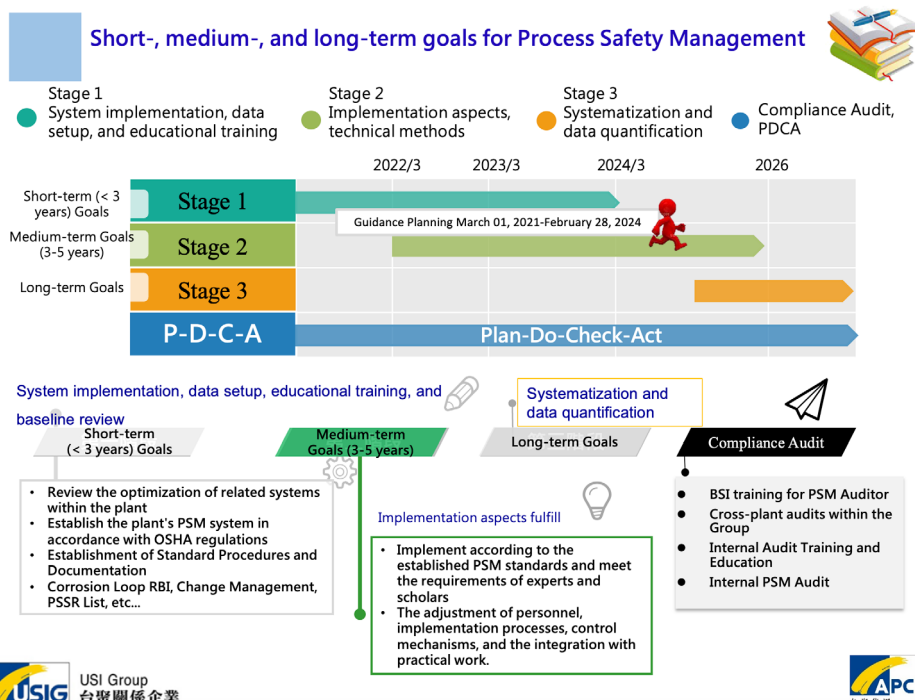 Short-, medium-, and long-term goals for Process Safety Management
Stage 1
System implementation, data
setup, and educational training
Stage 2
Implementation aspects,
technical methods
Stage 3
Systematization and
data quantification
Compliance Audit,
PDCA
2022/3
2023/3
2024/3
2026
Short-term (< 3
years) Goals
Stage 1
Guidance Planning March 01, 2021-February 28, 2024
Medium-term Goals
(3-5 years)
Stage 2
Long-term Goals
Stage 3
P-D-C-A
Plan-Do-Check-Act
System implementation, data setup, educational training, and
baseline review
Short-term
(< 3 years) Goals
• Review the optimization of related systems
within the plant
• Establish the plant's PSM system in
accordance with OSHA regulations
• Establishment of Standard Procedures and
Documentation
• Corrosion Loop RBI, Change Management,
PSSR List, etc...
Medium-term
Goals (3-5 years)
Implementation aspects fulfill
• Implement according to the
established PSM standards and meet
the requirements of experts and
scholars
• The adjustment of personnel,
implementation processes, control
mechanisms, and the integration with
practical work.
Systematization and
data quantification
Long-term Goals
Compliance Audit
• BSI training for PSM Auditor
• Cross-plant audits within the
Group
• Internal Audit Training and
Education
• Internal PSM Audit
USIG
USI Group
台聚關係企業
APC